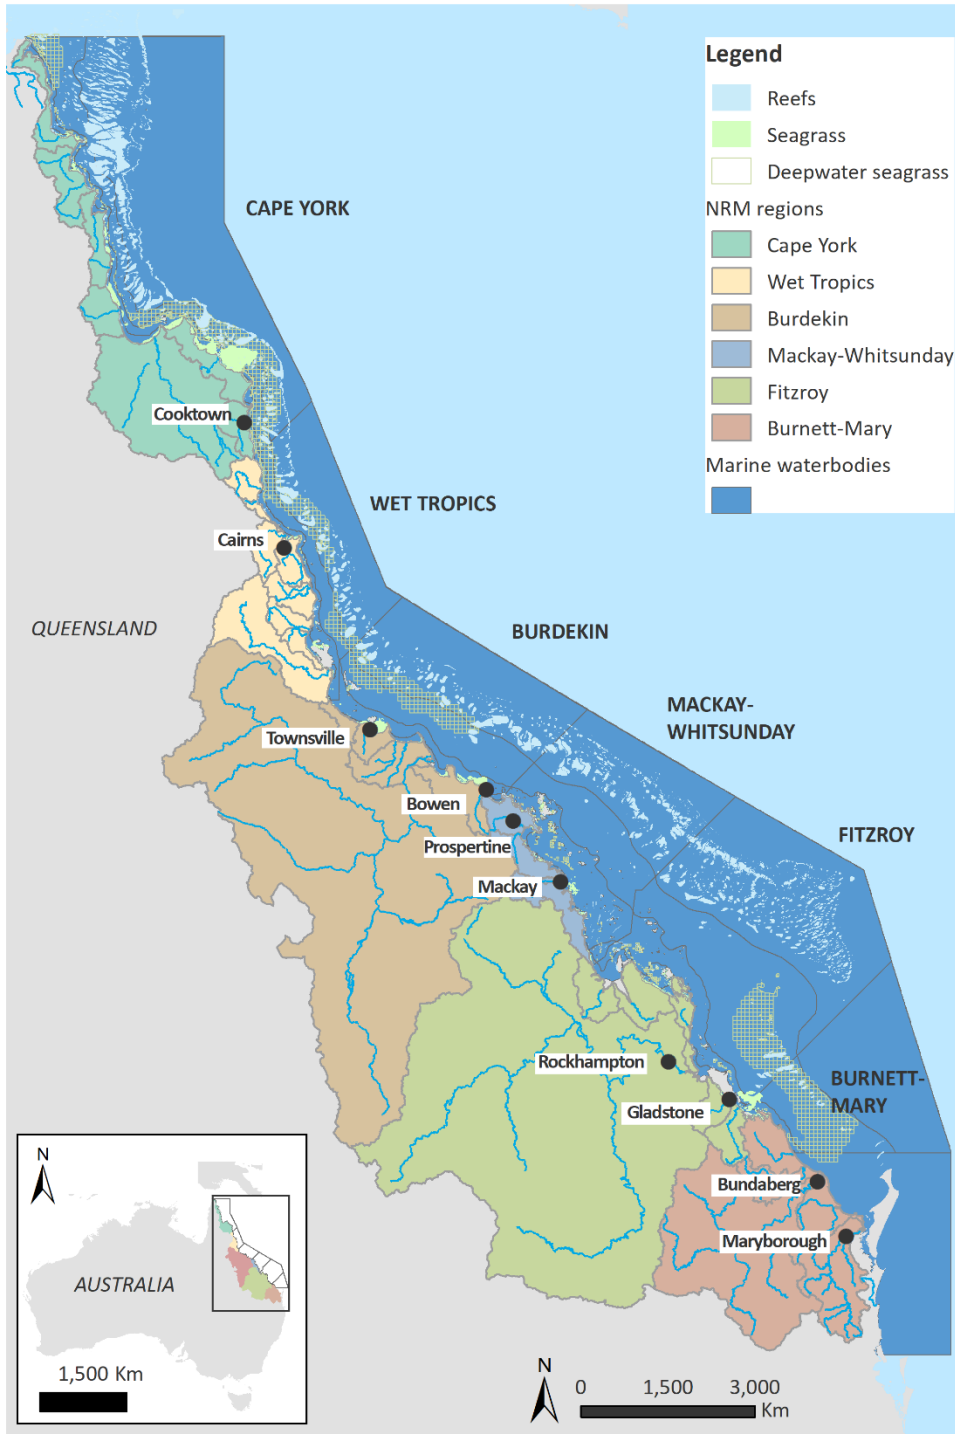 Legend
Reefs
Seagrass
Deepwater seagrass
NRM regions
Cape York
Wet Tropics
Burdekin
Mackay-Whitsunday
Fitzroy
Burnett-Mary
Marine waterbodies
CAPE YORK
Cooktown
WET TROPICS
Cairns
QUEENSLAND
BURDEKIN
MACKAY-
WHITSUNDAY
Townsville
Bowen
FITZROY
Prospertine
Mackay
Rockhampton
BURNETT-
MARY
Gladstone
Bundaberg
Maryborough
N
AUSTRALIA
1,500 Km
N
0 1,500 3,000
Km